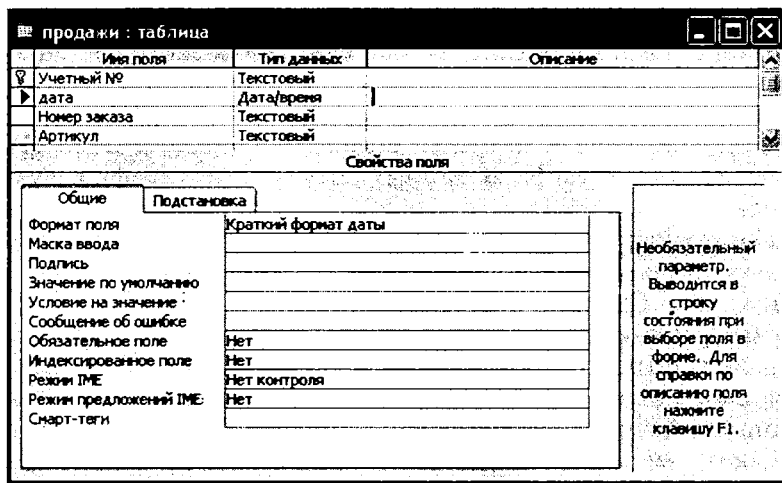 продажи : таблица
Имя поля Тип данных Описание
Учетный № Текстовый
дата Дата/время
Номер заказа Текстовый
Артикул Текстовый
Свойства поля
Общие Подстановка
Формат поля Краткий формат даты
Маска ввода
Подпись
Значение по умолчанию
Условие на значение
Сообщение об ошибке
Обязательное поле Нет
Индексированное поле Нет
Режим IME Нет контроля
Режим предложений IME: Нет
Смарт-теги
Необязательный
параметр.
Выводится в
строку
состояния при
выборе поля в
форме. Для
справки по
описанию поля
нажмите
клавишу F1.